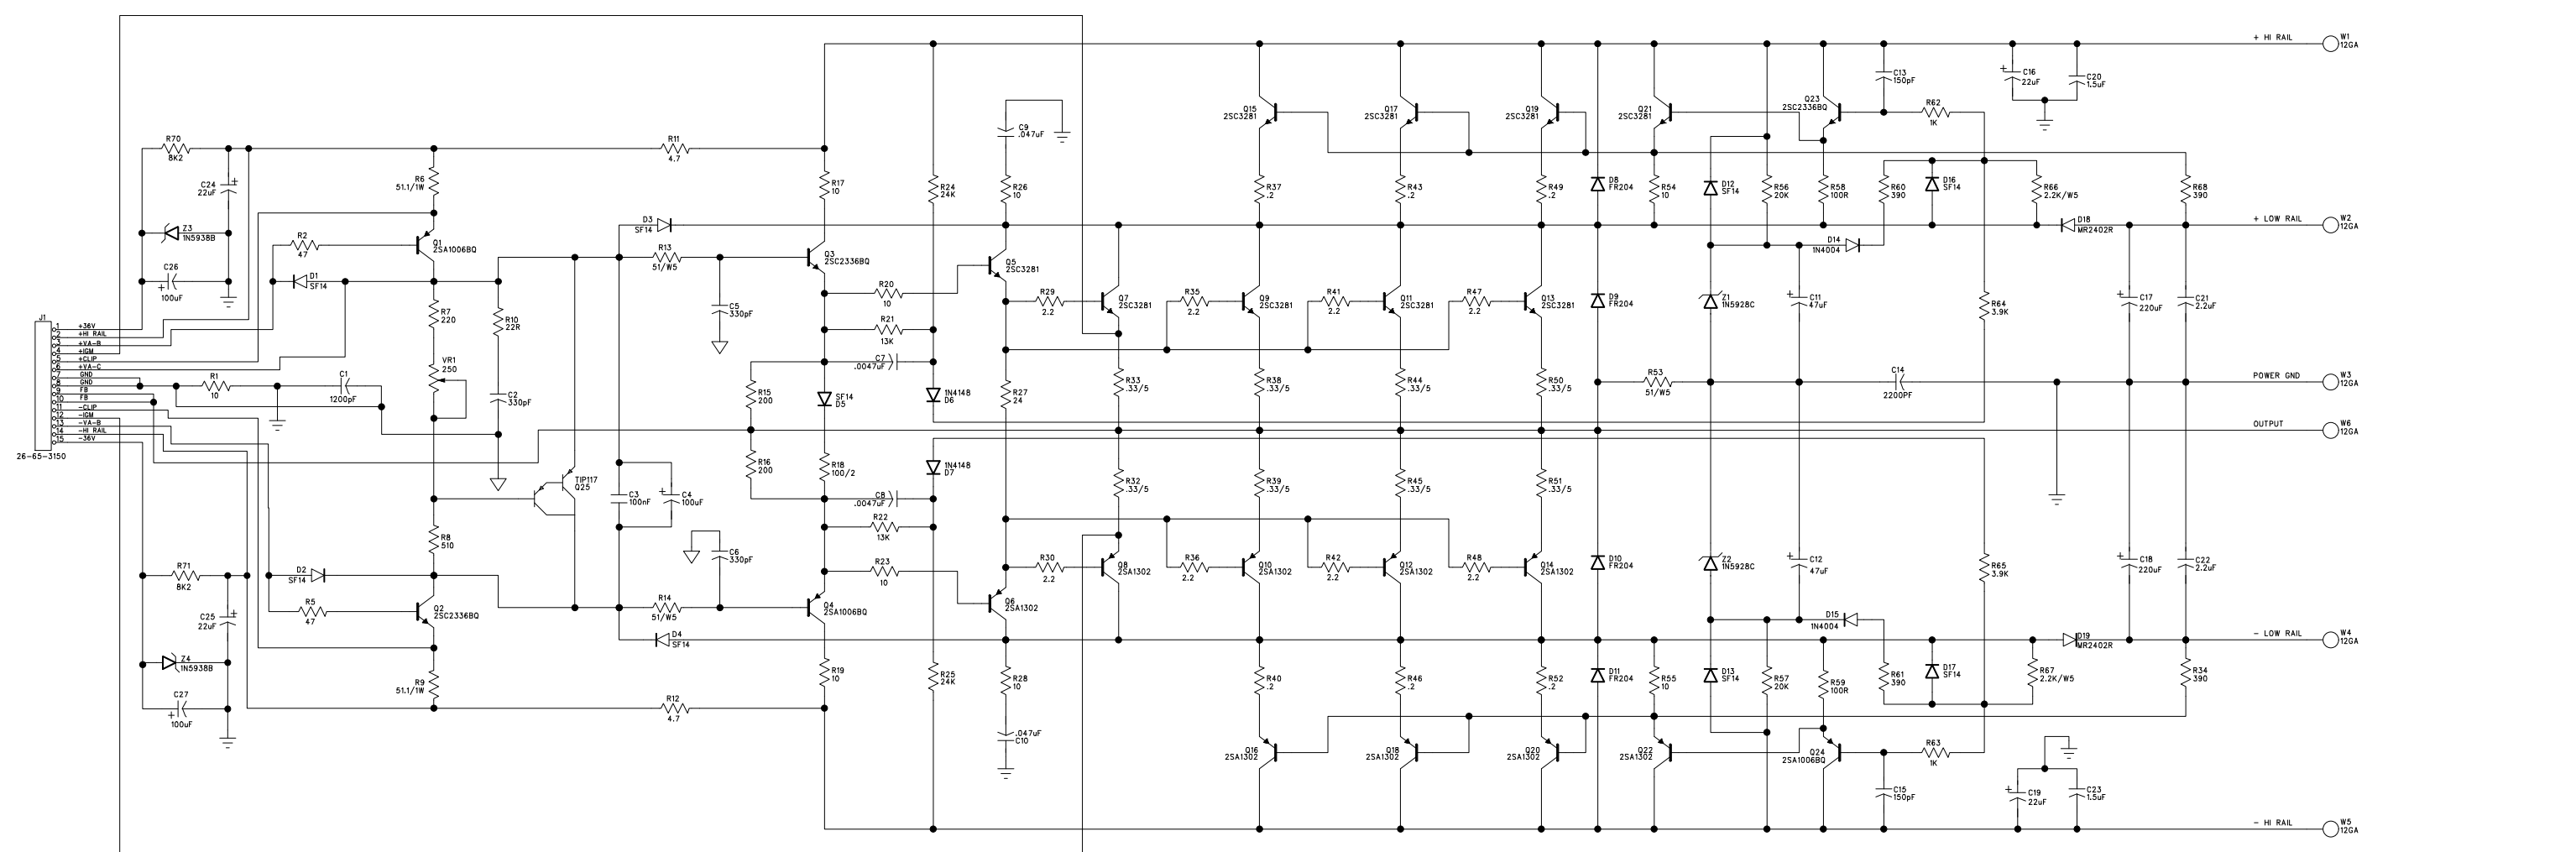 + HI RAIL
W1
12GA
C13
150pF
C16
22uF
C20
1.5uF
Q15
2SC3281
Q17
2SC3281
Q19
2SC3281
Q21
2SC3281
Q23
2SC2336BQ
R62
1K
C9
.047uF
R70
8K2
R11
4.7
C24
22uF
R6
51.1/1W
R17
10
R24
24K
R26
10
R37
.2
R43
.2
R49
.2
D8
FR204
R54
10
D12
SF14
R56
20K
R58
100R
R60
390
D16
SF14
R66
2.2K/W5
R68
390
Z3
1N5938B
D3
SF14
D18
MR2402R
+ LOW RAIL
W2
12GA
R2
47
Q1
2SA1006BQ
R13
51/W5
Q3
2SC2336BQ
D14
1N4004
C26
100uF
D1
SF14
Q5
2SC3281
R20
10
R29
2.2
Q7
2SC3281
R35
2.2
Q9
2SC3281
R41
2.2
Q11
2SC3281
R47
2.2
Q13
2SC3281
D9
FR204
Z1
1N5928C
C11
47uF
R64
3.9K
C17
220uF
C21
2.2uF
R7
220
R10
22R
C5
330pF
R21
13K
J1
1 +36V
2 +HI RAIL
3 +VA-B
4 +IGM
5 +CLIP
6 +VA-C
7 GND
8 GND
9 FB
10 FB
11 -CLIP
12 -IGM
13 -VA-B
14 -HI RAIL
15 -36V
26-65-3150
VR1
250
C7
.0047uF
R1
10
C1
1200pF
C2
330pF
R15
200
SF14
D5
1N4148
D6
R27
24
R33
.33/5
R38
.33/5
R44
.33/5
R50
.33/5
R53
51/W5
C14
2200PF
POWER GND
W3
12GA
OUTPUT
W6
12GA
R16
200
R18
100/2
1N4148
D7
TIP117
Q25
C3
100nF
C4
100uF
C8
.0047uF
R32
.33/5
R39
.33/5
R45
.33/5
R51
.33/5
R8
510
R22
13K
C6
330pF
R23
10
R30
2.2
Q8
2SA1302
R36
2.2
Q10
2SA1302
R42
2.2
Q12
2SA1302
R48
2.2
Q14
2SA1302
D10
FR204
Z2
1N5928C
C12
47uF
R65
3.9K
C18
220uF
C22
2.2uF
R71
8K2
D2
SF14
R5
47
Q2
2SC2336BQ
R14
51/W5
Q4
2SA1006BQ
Q6
2SA1302
C25
22uF
D15
1N4004
D4
SF14
D19
MR2402R
- LOW RAIL
W4
12GA
Z4
1N5938B
R9
51.1/1W
R19
10
R25
24K
R28
10
R40
.2
R46
.2
R52
.2
D11
FR204
R55
10
D13
SF14
R57
20K
R59
100R
R61
390
D17
SF14
R67
2.2K/W5
R34
390
C27
100uF
R12
4.7
.047uF
C10
Q16
2SA1302
Q18
2SA1302
Q20
2SA1302
Q22
2SA1302
Q24
2SA1006BQ
R63
1K
C15
150pF
C19
22uF
C23
1.5uF
- HI RAIL
W5
12GA